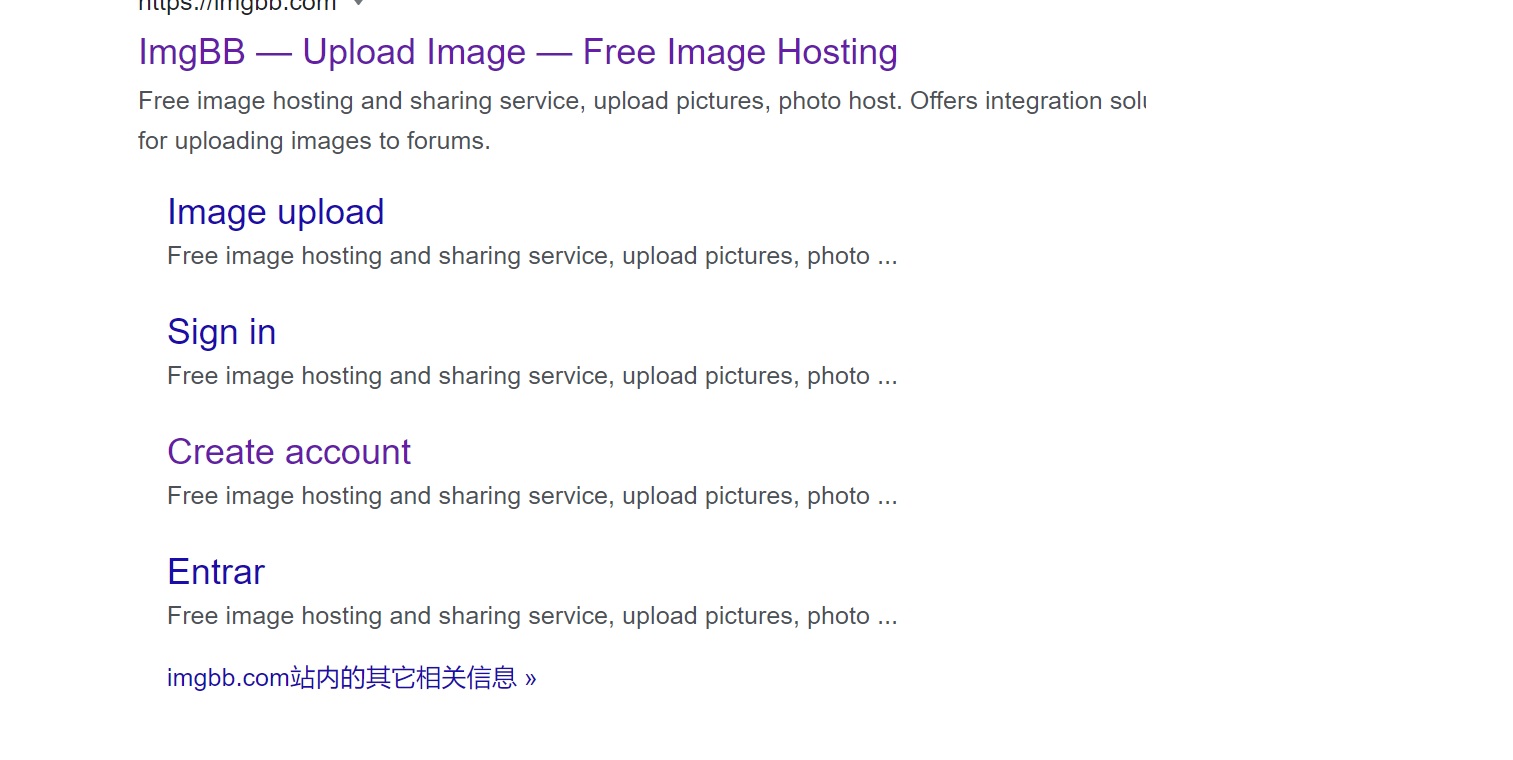 https://imgbb.com
ImgBB — Upload Image — Free Image Hosting
Free image hosting and sharing service, upload pictures, photo host. Offers integration
for uploading images to forums.
Image upload
Free image hosting and sharing service, upload pictures, photo ...
Sign in
Free image hosting and sharing service, upload pictures, photo ...
Create account
Free image hosting and sharing service, upload pictures, photo ...
Entrar
Free image hosting and sharing service, upload pictures, photo ...
imgbb.com站内的其它相关信息 »